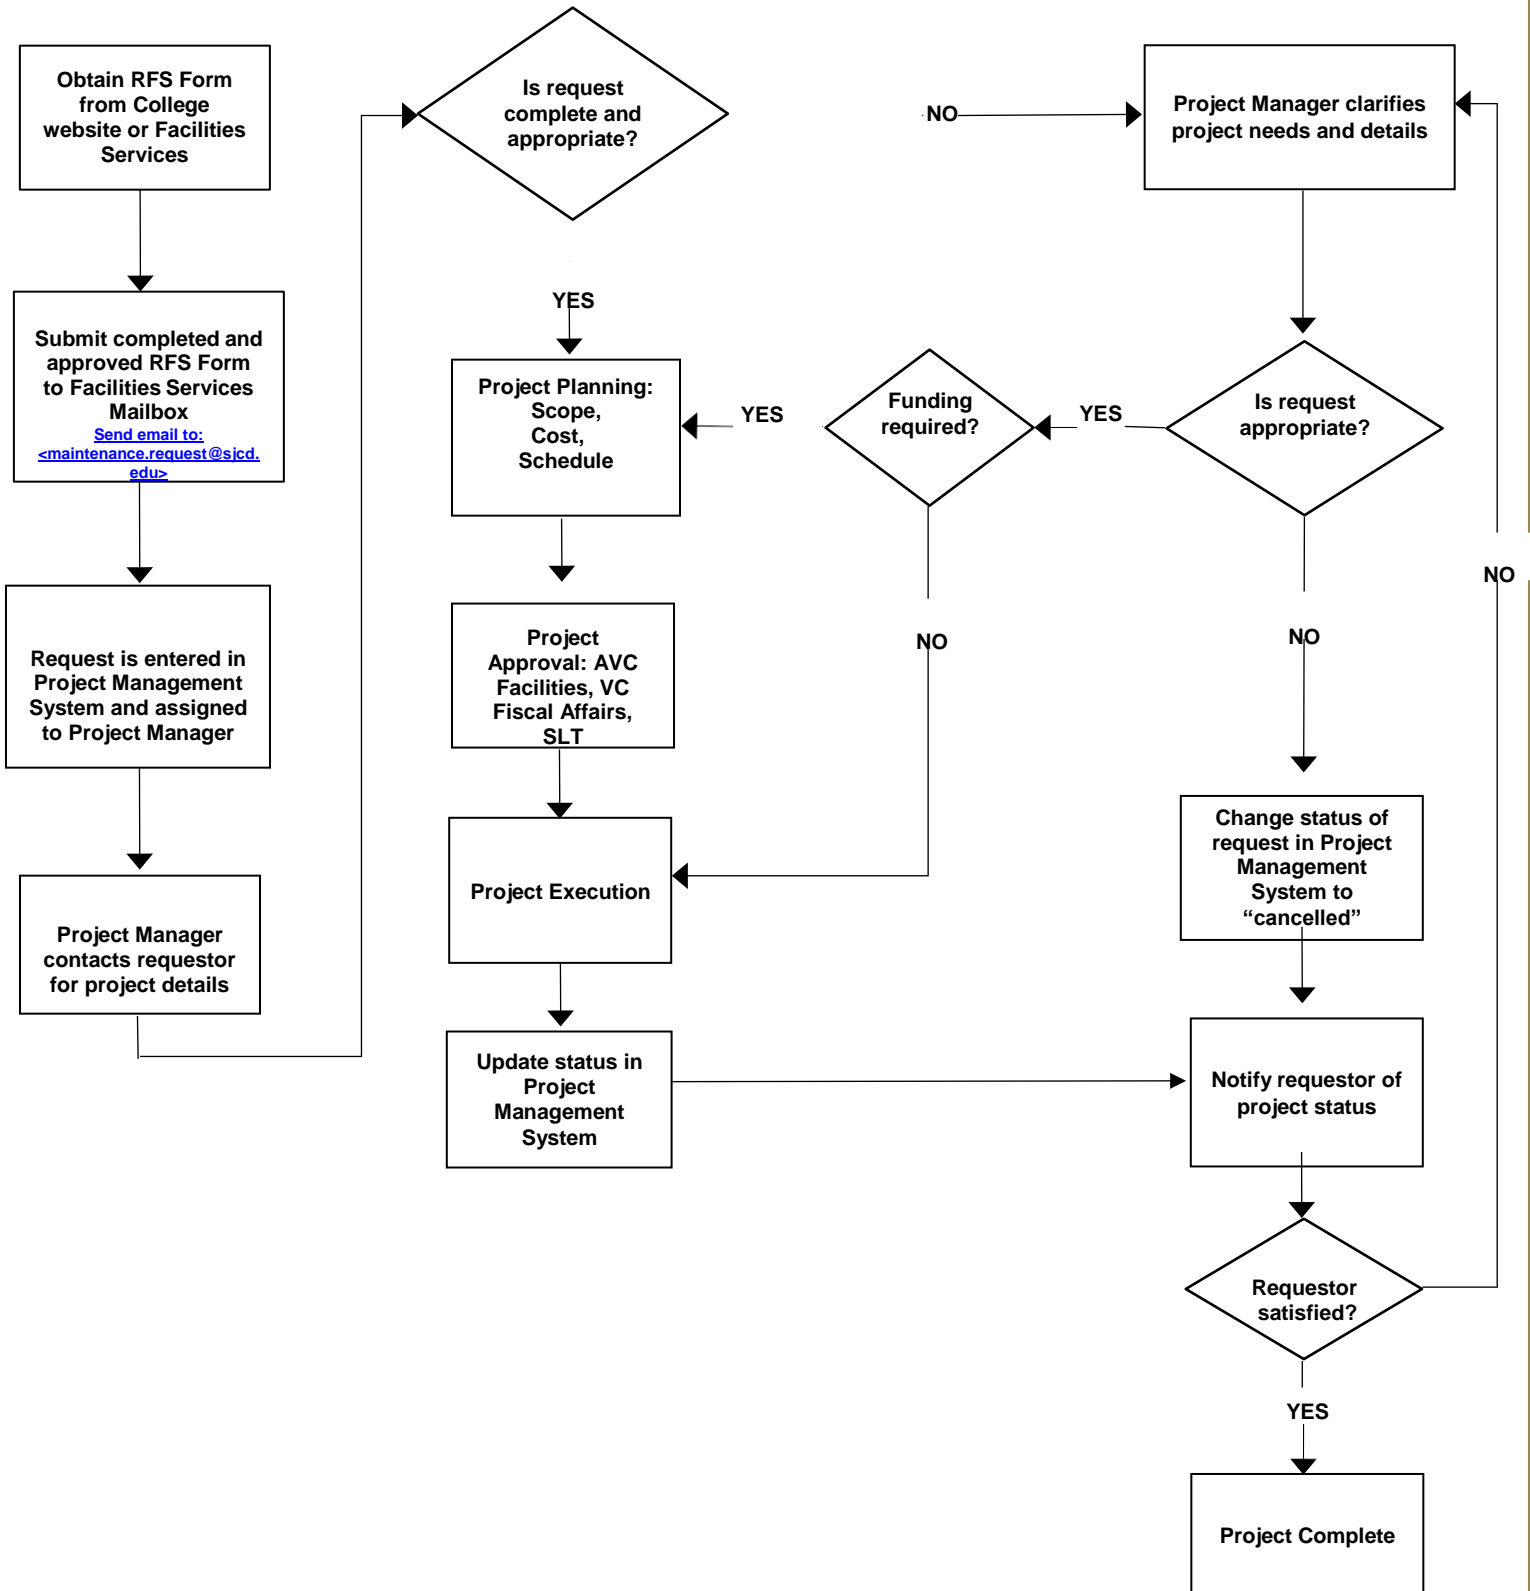 Obtain RFS Form
from College
website or Facilities
Services
Submit completed and
approved RFS Form
to Facilities Services
Mailbox
Send email to:
<maintenance.request@sjcd.
edu>
Request is entered in
Project Management
System and assigned
to Project Manager
Project Manager
contacts requestor
for project details
Is request
complete and
appropriate?
YES
NO
Project Planning:
Scope,
Cost,
Schedule
Project
Approval: AVC
Facilities, VC
Fiscal Affairs,
SLT
Project Execution
Update status in
Project
Management
System
Project Manager clarifies
project needs and details
Is request
appropriate?
YES
Funding
required?
YES
NO
NO
Change status of
request in Project
Management
System to
“cancelled”
Notify requestor of
project status
Requestor
satisfied?
NO
YES
Project Complete